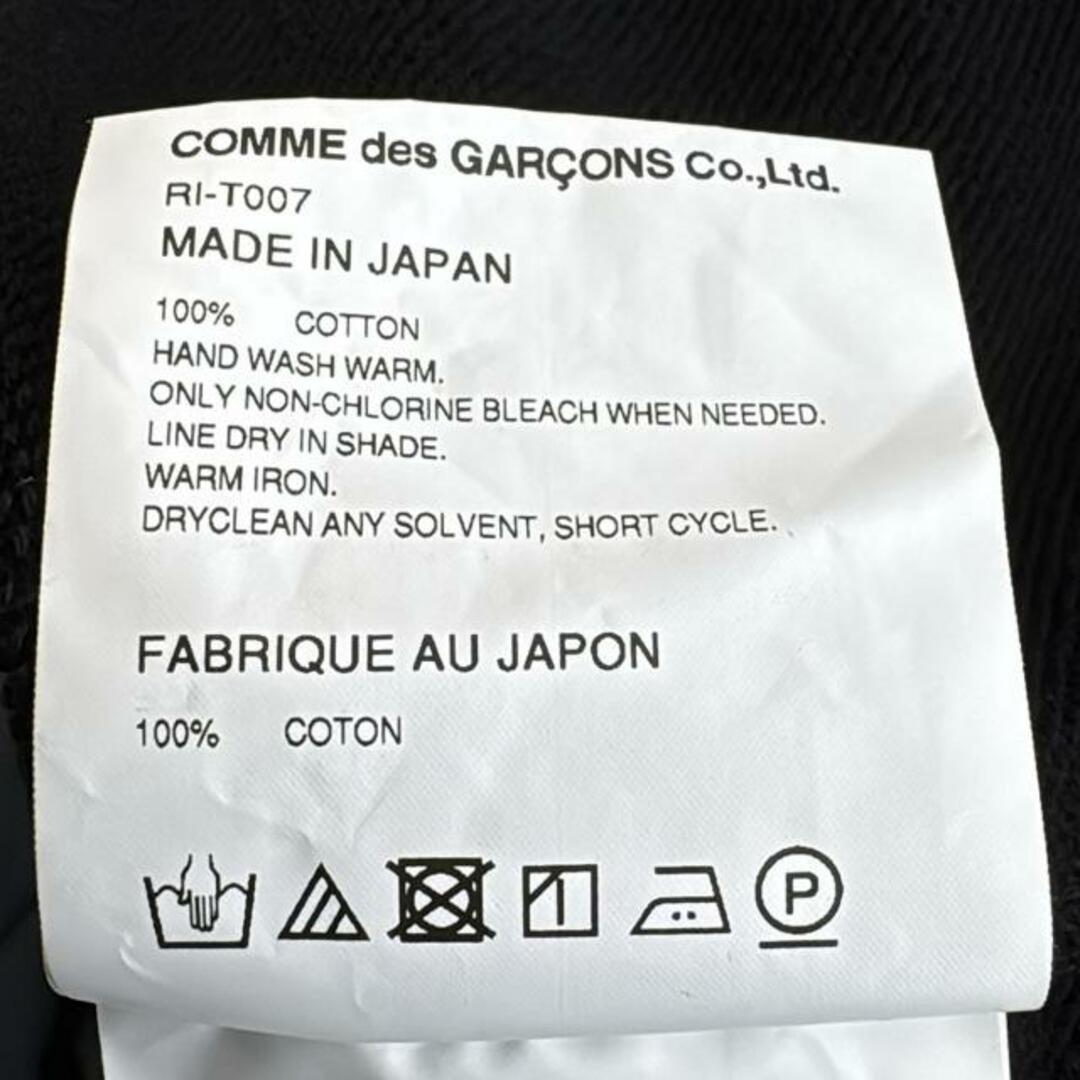 COMME des GARÇONS Co.,Ltd.
RI-T007
MADE IN JAPAN
100% COTTON
HAND WASH WARM.
ONLY NON-CHLORINE BLEACH WHEN NEEDED.
LINE DRY IN SHADE.
WARM IRON.
DRYCLEAN ANY SOLVENT, SHORT CYCLE.
FABRIQUE AU JAPON
100% COTON
P